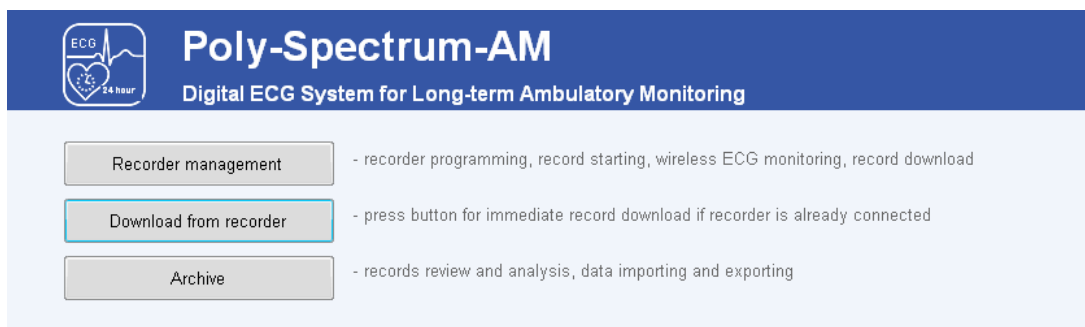 ECG
24 hour
Poly-Spectrum-AM
Digital ECG System for Long-term Ambulatory Monitoring
Recorder management - recorder programming, record starting, wireless ECG monitoring, record download
Download from recorder - press button for immediate record download if recorder is already connected
Archive - records review and analysis, data importing and exporting